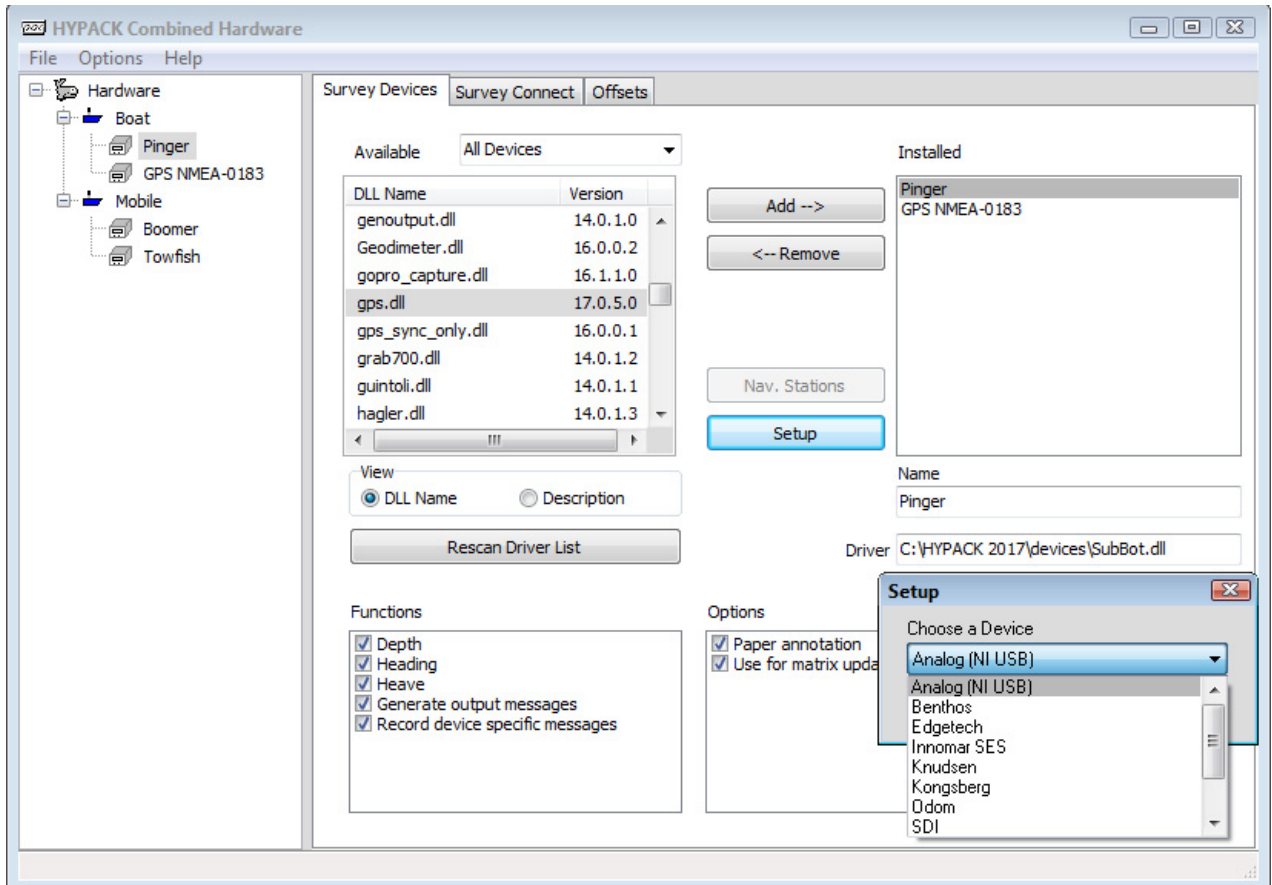 HYPACK Combined Hardware
File Options Help
Hardware
Boat
Pinger
GPS NMEA-0183
Mobile
Boomer
Towfish
Survey Devices Survey Connect Offsets
Available All Devices
DLL Name Version
genoutput.dll 14.0.1.0
Geodimeter.dll 16.0.0.2
gopro_capture.dll 16.1.1.0
gps.dll 17.0.5.0
gps_sync_only.dll 16.0.0.1
grab700.dll 14.0.1.2
guintoli.dll 14.0.1.1
hagler.dll 14.0.1.3
View
DLL Name Description
Rescan Driver List
Add -->
<-- Remove
Nav. Stations
Setup
Installed
Pinger
GPS NMEA-0183
Name
Pinger
Driver C:\HYPACK 2017\devices\SubBot.dll
Functions
Depth
Heading
Heave
Generate output messages
Record device specific messages
Options
Paper annotation
Use for matrix upda
Setup
Choose a Device
Analog (NI USB)
Analog (NI USB)
Benthos
Edgetech
Innomar SES
Knudsen
Kongsberg
Odom
SDI